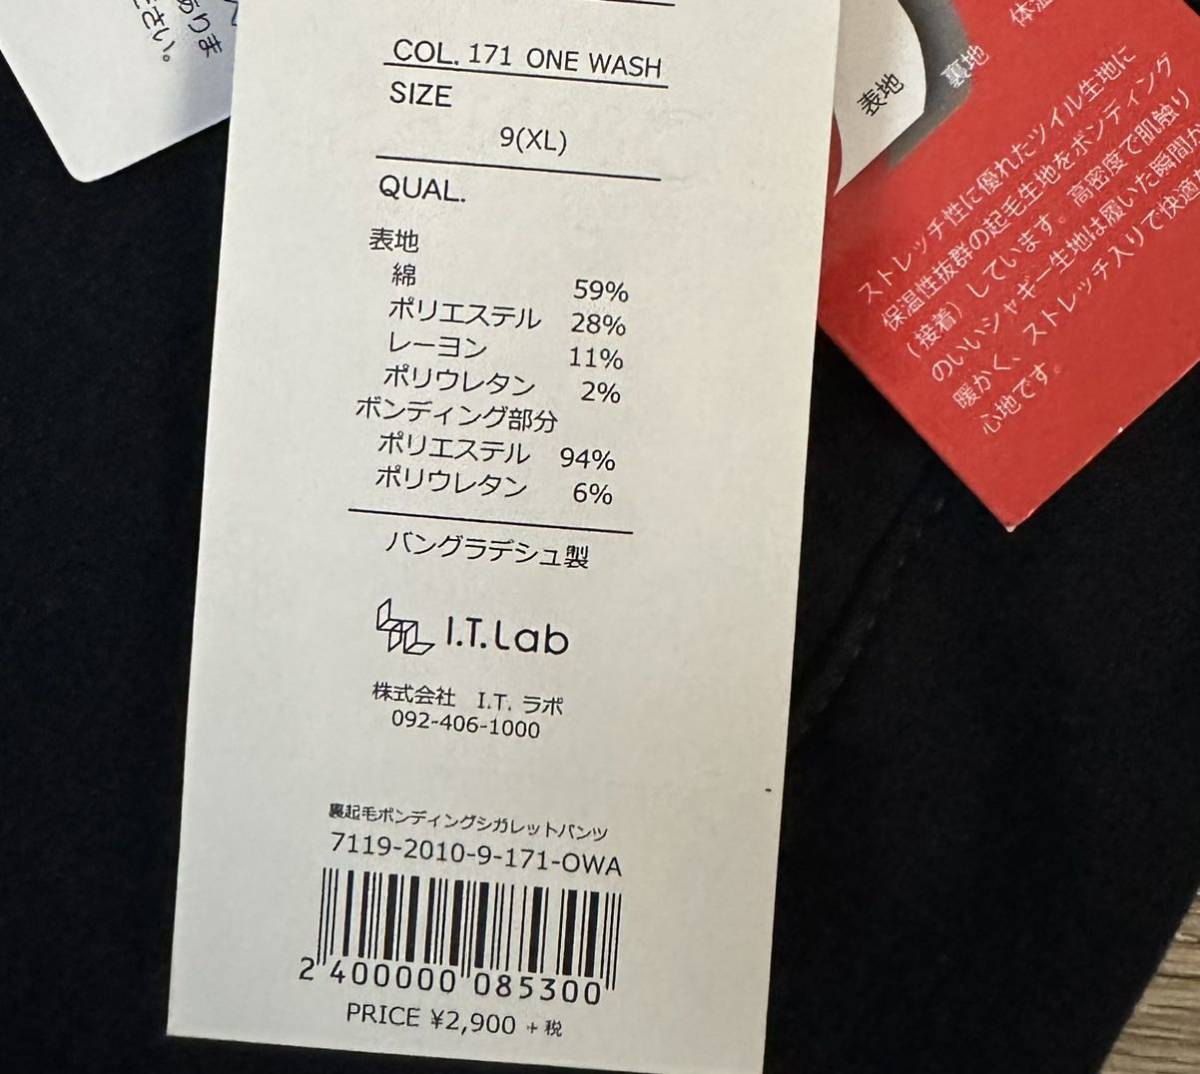 COL. 171 ONE WASH
SIZE
9(XL)
QUAL.
表地
綿 59%
ポリエステル 28%
レーヨン 11%
ポリウレタン 2%
ボンディング部分
ポリエステル 94%
ポリウレタン 6%
バングラデシュ製
I.T.Lab
株式会社 I.T. ラボ
092-406-1000
裏起毛ボンディングシガレットパンツ
7119-2010-9-171-OWA
2 400000 085300
PRICE ¥2,900 +税
ありま
ださい。
表地
裏地
体温
ストレッチ性に優れたツイル生地に
保温性抜群の起毛生地をボンディング
(接着)しています。高密度で肌触り
のいいシャギー生地は履いた瞬間か
暖かく、ストレッチ入りで快適
心地です。